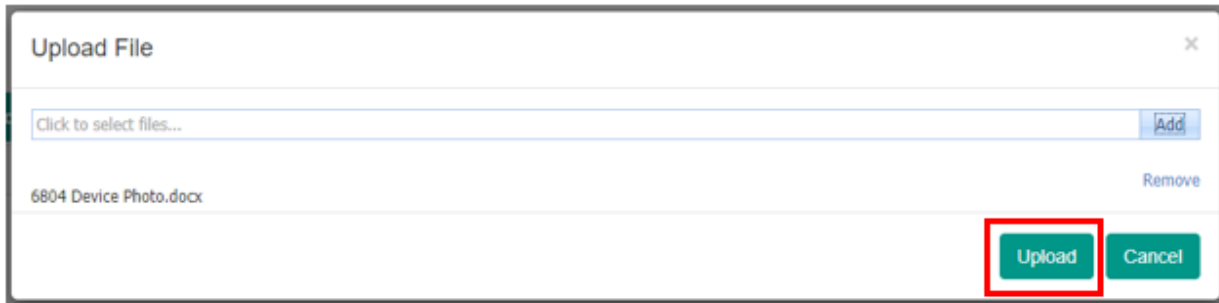 Upload File
×
Click to select files...
Add
Remove
6804 Device Photo.docx
Upload
Cancel